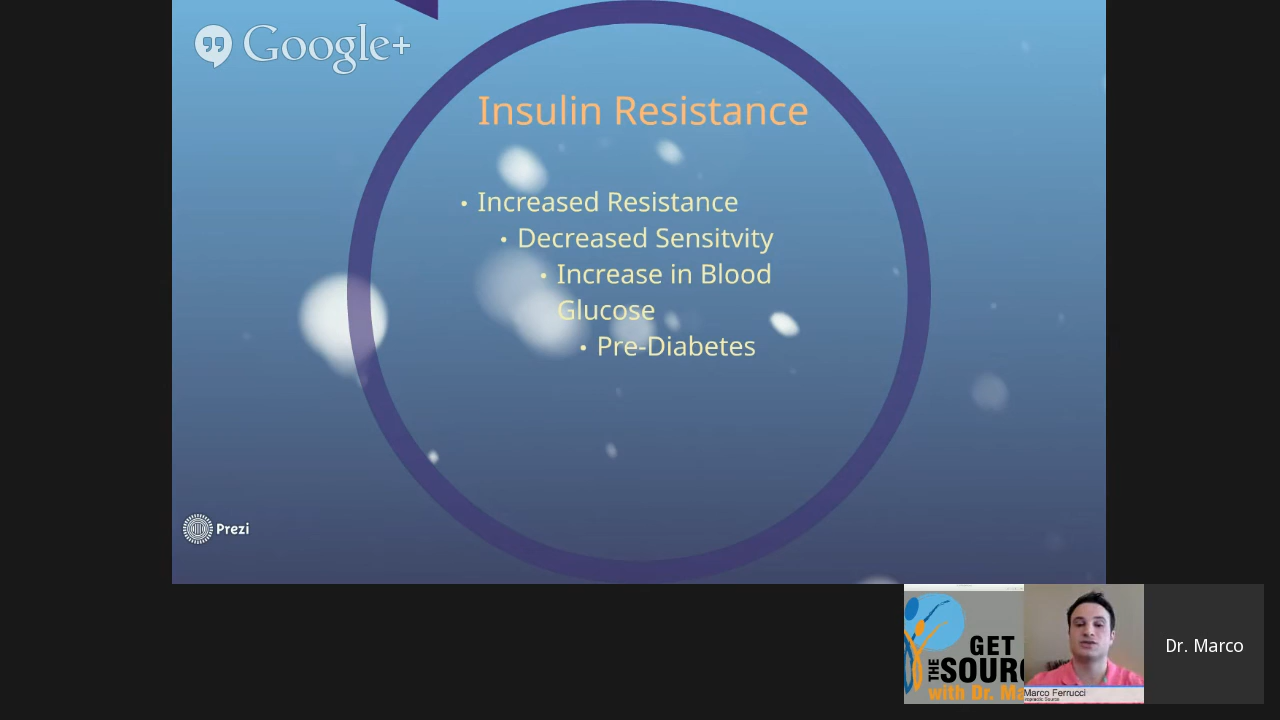 Google+
Insulin Resistance
• Increased Resistance
• Decreased Sensitvity
• Increase in Blood
Glucose
• Pre-Diabetes
Prezi
GET
THE SOUR
with Dr. Ma
Marco Ferrucci
Dr. Marco